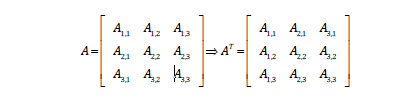 A = [ A₁,₁ A₁,₂ A₁,₃ ; A₂,₁ A₂,₂ A₂,₃ ; A₃,₁ A₃,₂ A₃,₃ ] ⇒ Aᵀ = [ A₁,₁ A₂,₁ A₃,₁ ; A₁,₂ A₂,₂ A₃,₂ ; A₁,₃ A₂,₃ A₃,₃ ]